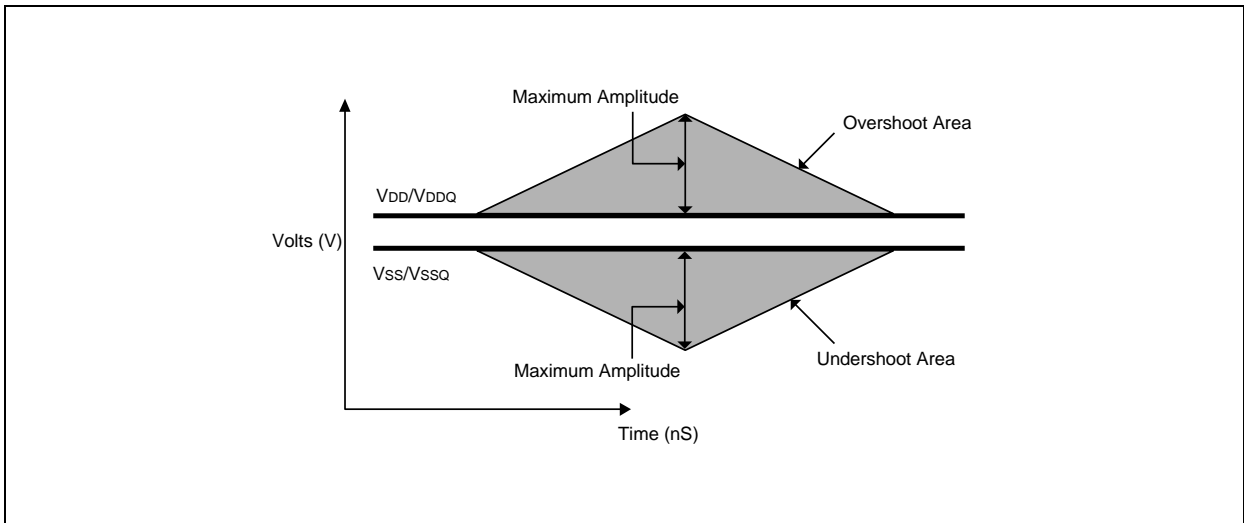 Maximum Amplitude
Overshoot Area
VDD/VDDQ
Volts (V)
VSS/VSSQ
Undershoot Area
Maximum Amplitude
Time (nS)